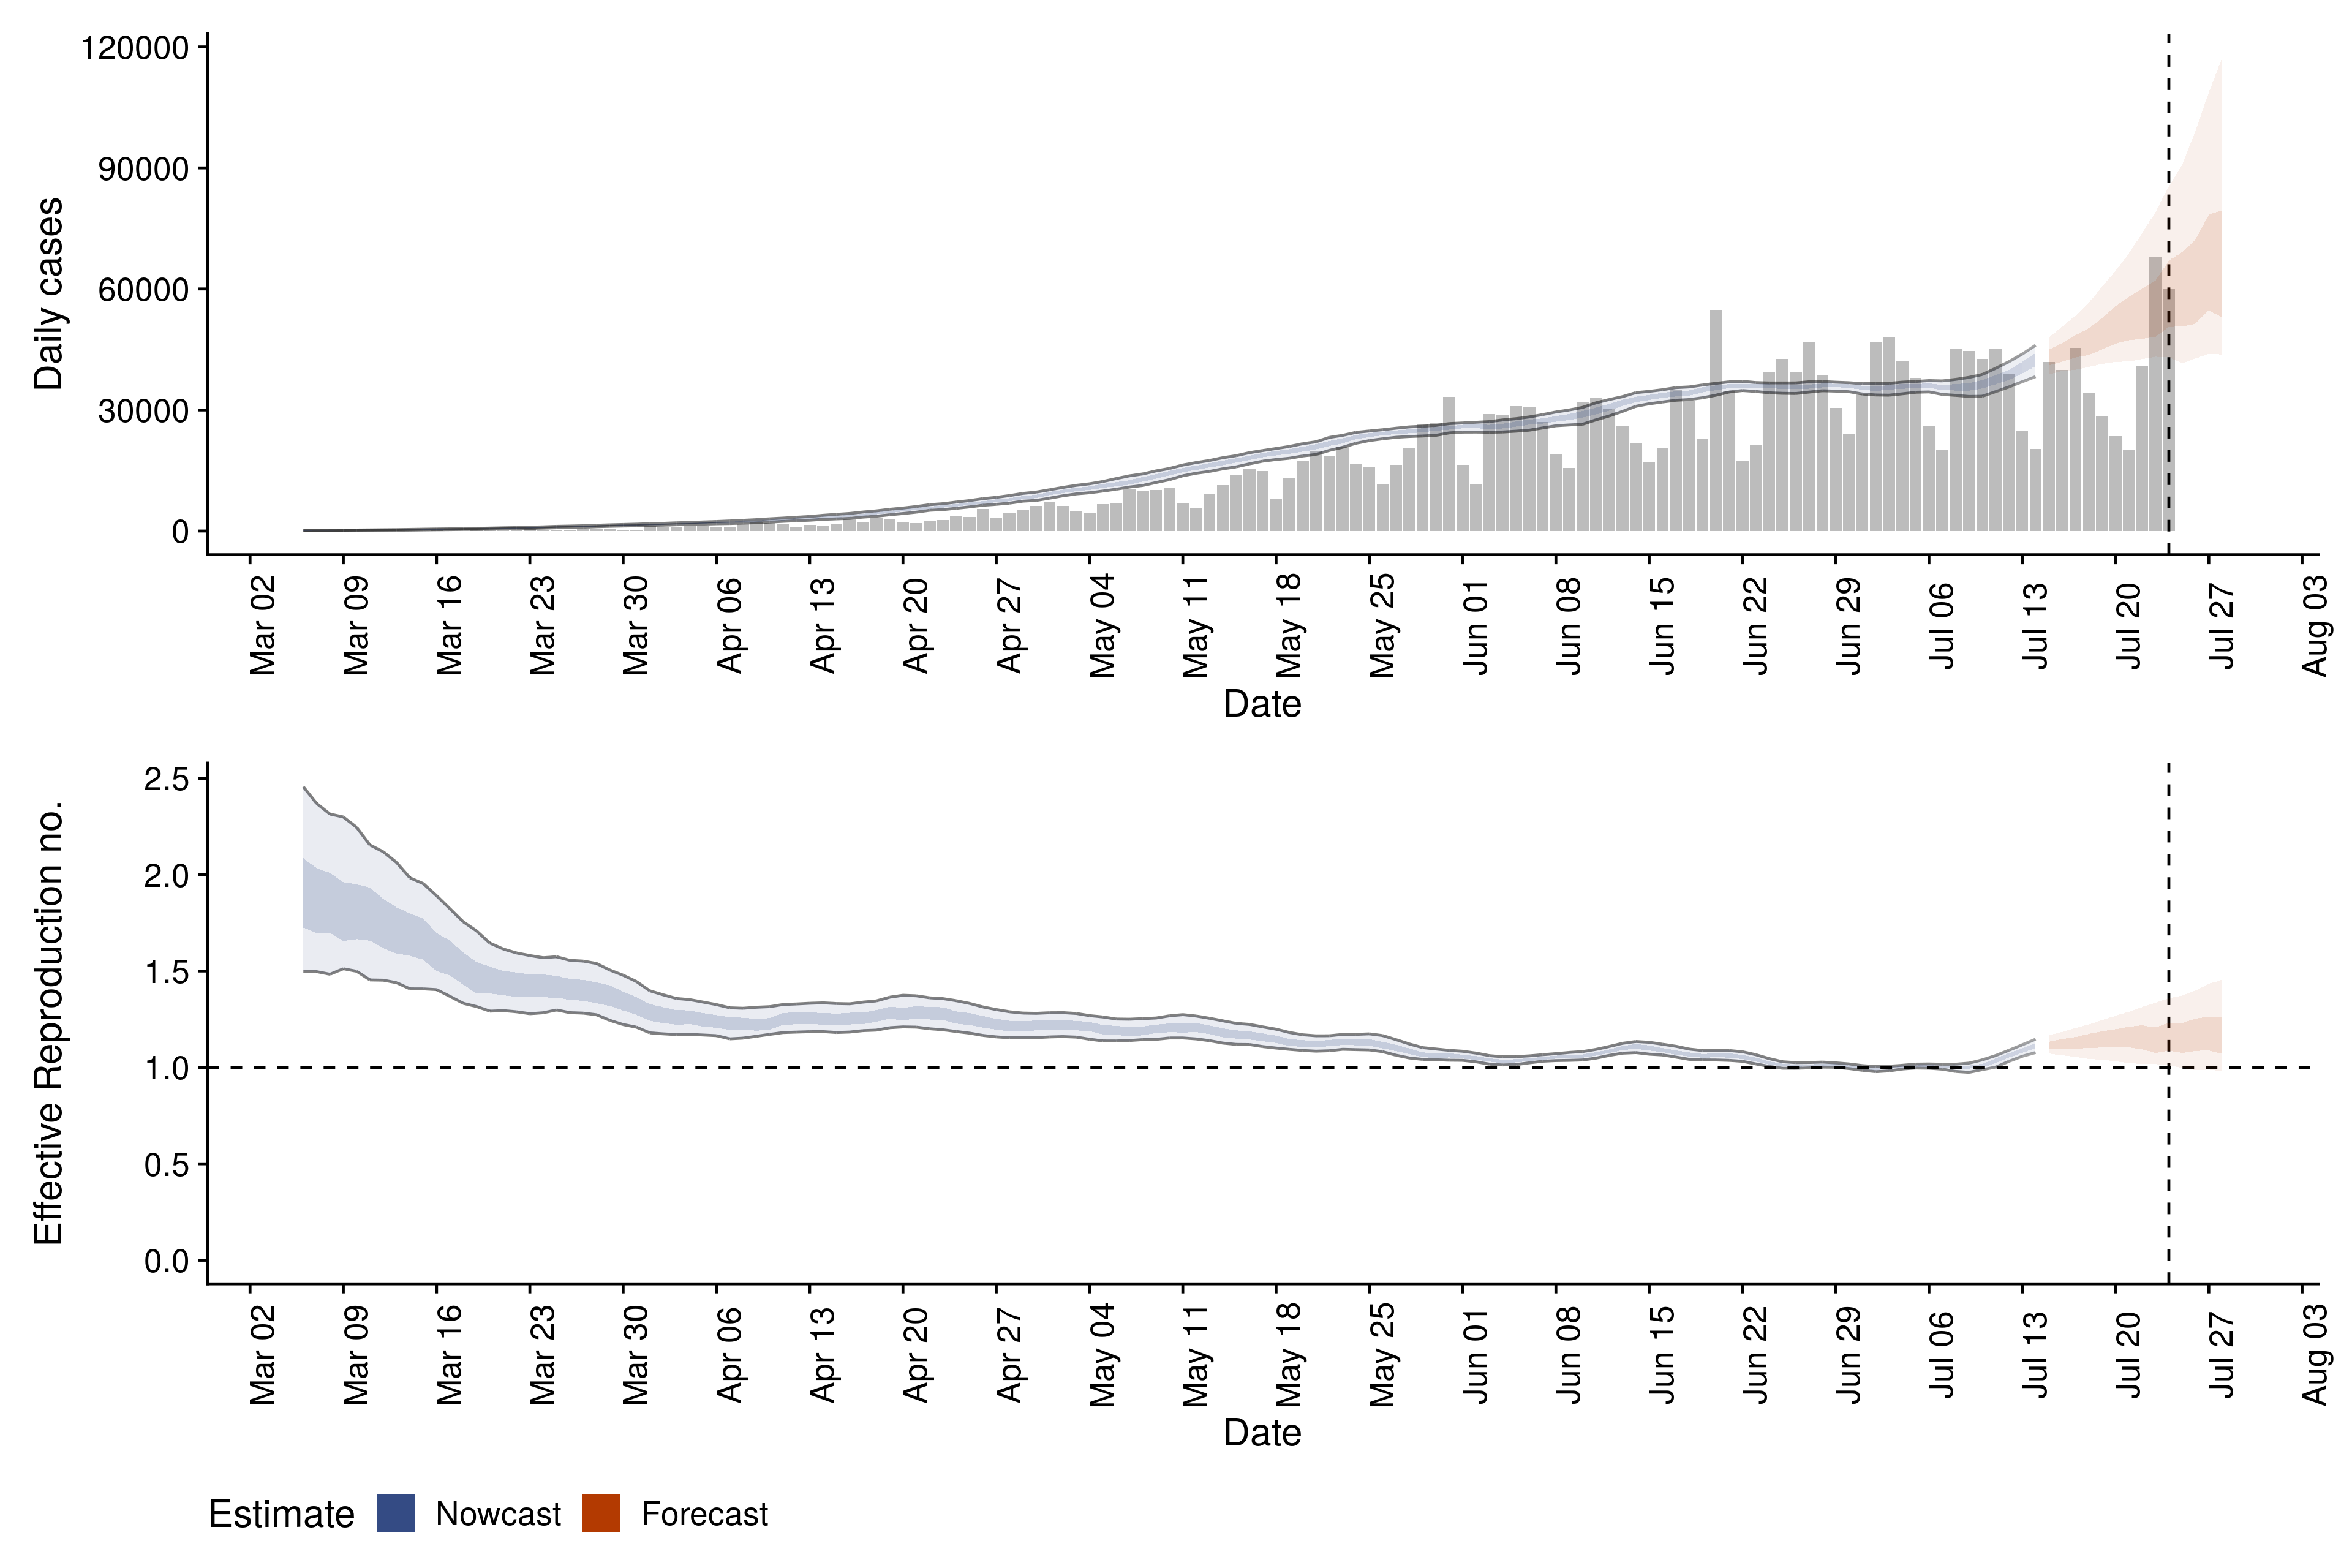 Daily cases
120000
90000
60000
30000
0
Mar 02
Mar 09
Mar 16
Mar 23
Mar 30
Apr 06
Apr 13
Apr 20
Apr 27
May 04
May 11
May 18
May 25
Jun 01
Jun 08
Jun 15
Jun 22
Jun 29
Jul 06
Jul 13
Jul 20
Jul 27
Aug 03
Date
Effective Reproduction no.
2.5
2.0
1.5
1.0
0.5
0.0
Mar 02
Mar 09
Mar 16
Mar 23
Mar 30
Apr 06
Apr 13
Apr 20
Apr 27
May 04
May 11
May 18
May 25
Jun 01
Jun 08
Jun 15
Jun 22
Jun 29
Jul 06
Jul 13
Jul 20
Jul 27
Aug 03
Date
Estimate Nowcast Forecast